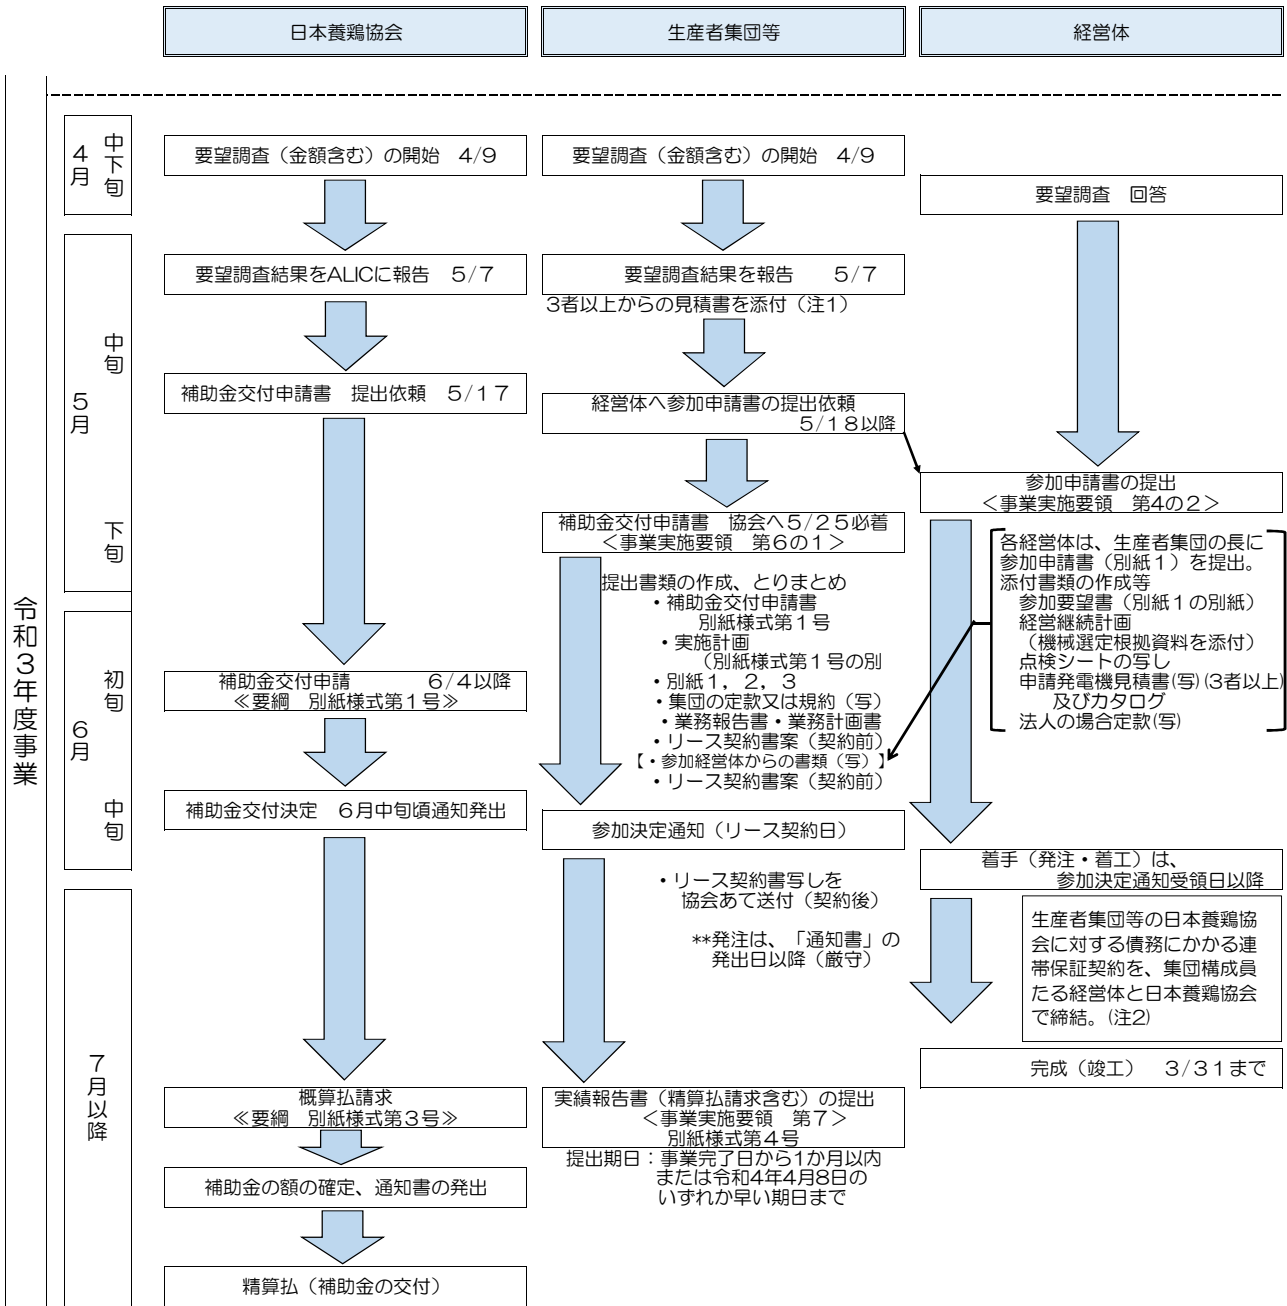 日本養鶏協会
生産者集団等
経営体
令和3年度事業
4月
中下旬
5月
中旬
下旬
6月
初旬
中旬
7月以降
要望調査（金額含む）の開始　4/9
要望調査結果をALICに報告　5/7
補助金交付申請書　提出依頼　5/17
補助金交付申請　6/4以降
≪要綱　別紙様式第1号≫
補助金交付決定　6月中旬頃通知発出
概算払請求
≪要綱　別紙様式第3号≫
補助金の額の確定、通知書の発出
精算払（補助金の交付）
要望調査（金額含む）の開始　4/9
要望調査結果を報告　5/7
3者以上からの見積書を添付（注1）
経営体へ参加申請書の提出依頼
5/18以降
補助金交付申請書　協会へ5/25必着
＜事業実施要領　第6の1＞
提出書類の作成、とりまとめ
・補助金交付申請書
別紙様式第1号
・実施計画
（別紙様式第1号の別
・別紙1，2，3
・集団の定款又は規約（写）
・業務報告書・業務計画書
・リース契約書案（契約前）
【・参加経営体からの書類（写）】
・リース契約書案（契約前）
参加決定通知（リース契約日）
・リース契約書写しを
協会あて送付（契約後）
**発注は、「通知書」の
発出日以降（厳守）
実績報告書（精算払請求含む）の提出
＜事業実施要領　第7＞
別紙様式第4号
提出期日：事業完了日から1か月以内
または令和4年4月8日の
いずれか早い期日まで
要望調査　回答
参加申請書の提出
＜事業実施要領　第4の2＞
各経営体は、生産者集団の長に
参加申請書（別紙1）を提出。
添付書類の作成等
参加要望書（別紙1の別紙）
経営継続計画
（機械選定根拠資料を添付）
点検シートの写し
申請発電機見積書(写)(3者以上)
及びカタログ
法人の場合定款(写)
着手（発注・着工）は、
参加決定通知受領日以降
生産者集団等の日本養鶏協
会に対する債務にかかる連
帯保証契約を、集団構成員
たる経営体と日本養鶏協会
で締結。(注2)
完成（竣工）　3/31まで